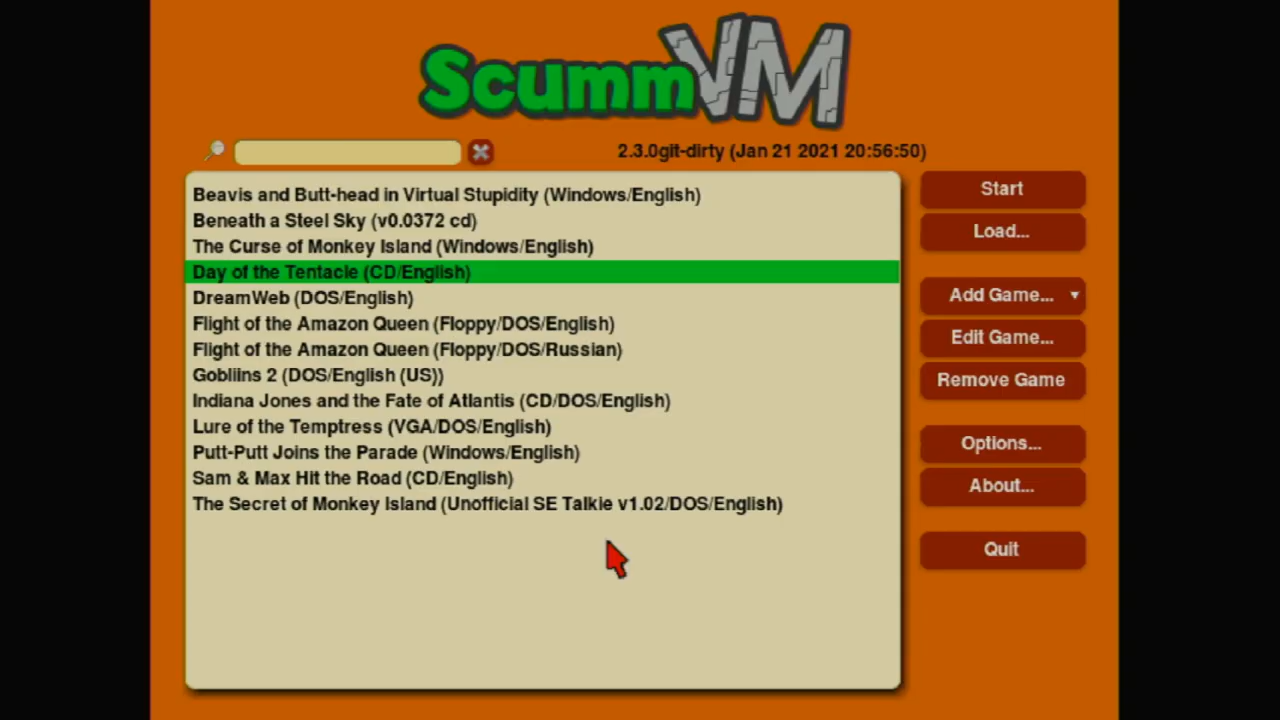 ScummVM
2.3.0git-dirty (Jan 21 2021 20:56:50)
Beavis and Butt-head in Virtual Stupidity (Windows/English)
Beneath a Steel Sky (v0.0372 cd)
The Curse of Monkey Island (Windows/English)
Day of the Tentacle (CD/English)
DreamWeb (DOS/English)
Flight of the Amazon Queen (Floppy/DOS/English)
Flight of the Amazon Queen (Floppy/DOS/Russian)
Gobliins 2 (DOS/English (US))
Indiana Jones and the Fate of Atlantis (CD/DOS/English)
Lure of the Temptress (VGA/DOS/English)
Putt-Putt Joins the Parade (Windows/English)
Sam & Max Hit the Road (CD/English)
The Secret of Monkey Island (Unofficial SE Talkie v1.02/DOS/English)
Start
Load...
Add Game...
Edit Game...
Remove Game
Options...
About...
Quit